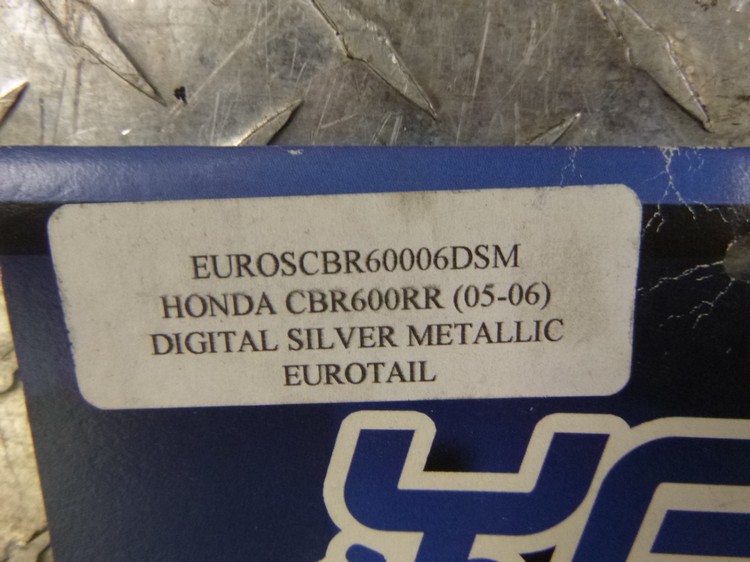 EUROSCBR60006DSM
HONDA CBR600RR (05-06)
DIGITAL SILVER METALLIC
EUROTAIL